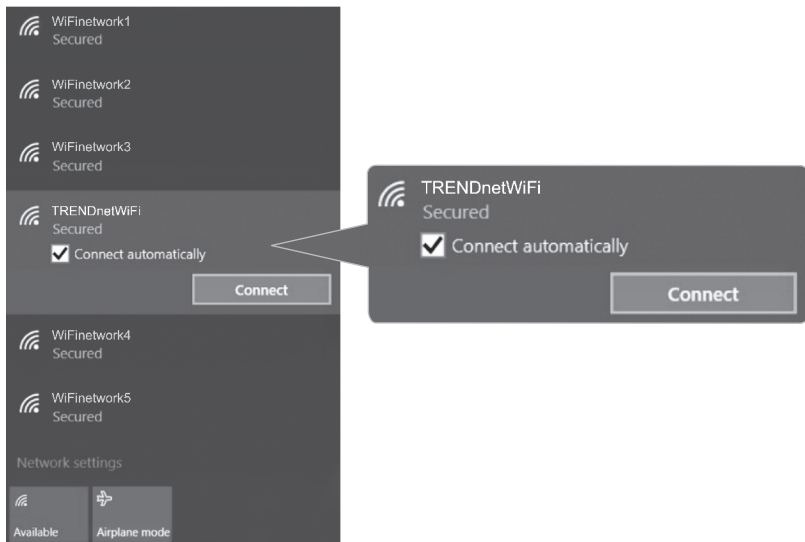 WiFinetwork1
Secured
WiFinetwork2
Secured
WiFinetwork3
Secured
TRENDnetWiFi
Secured
Connect automatically
Connect
WiFinetwork4
Secured
WiFinetwork5
Secured
Network settings
Available
Airplane mode
TRENDnetWiFi
Secured
Connect automatically
Connect